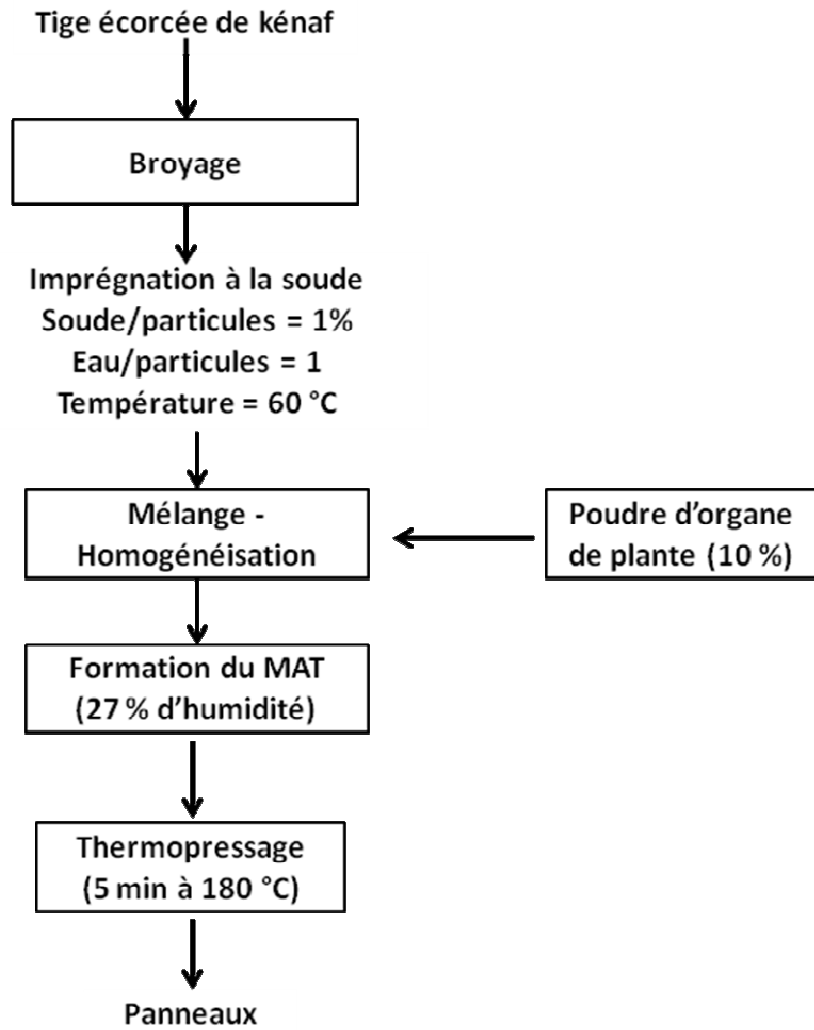 Tige écorcée de kénaf
Broyage
Imprégnation à la soude
Soude/particules = 1%
Eau/particules = 1
Température = 60 °C
Mélange -
Homogénéisation
Poudre d'organe
de plante (10 %)
Formation du MAT
(27 % d'humidité)
Thermopressage
(5 min à 180 °C)
Panneaux